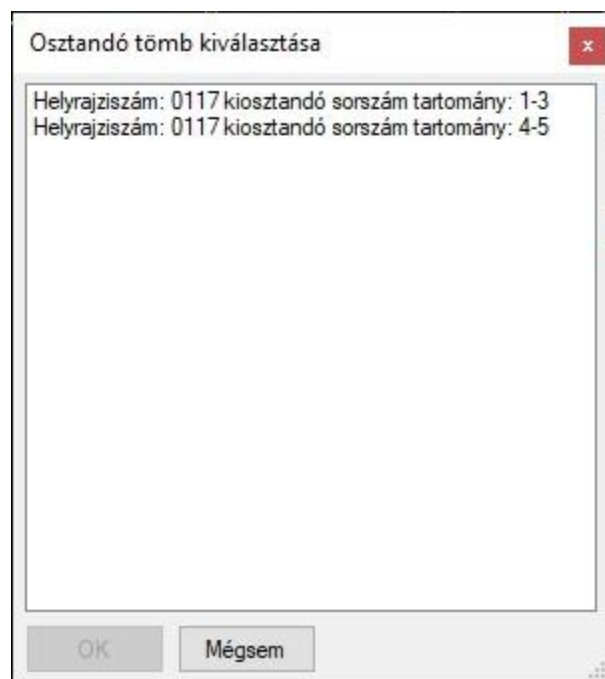 Osztandó tömb kiválasztása
x
Helyrajziszám: 0117 kiosztandó sorszám tartomány: 1-3
Helyrajziszám: 0117 kiosztandó sorszám tartomány: 4-5
OK Mégsem